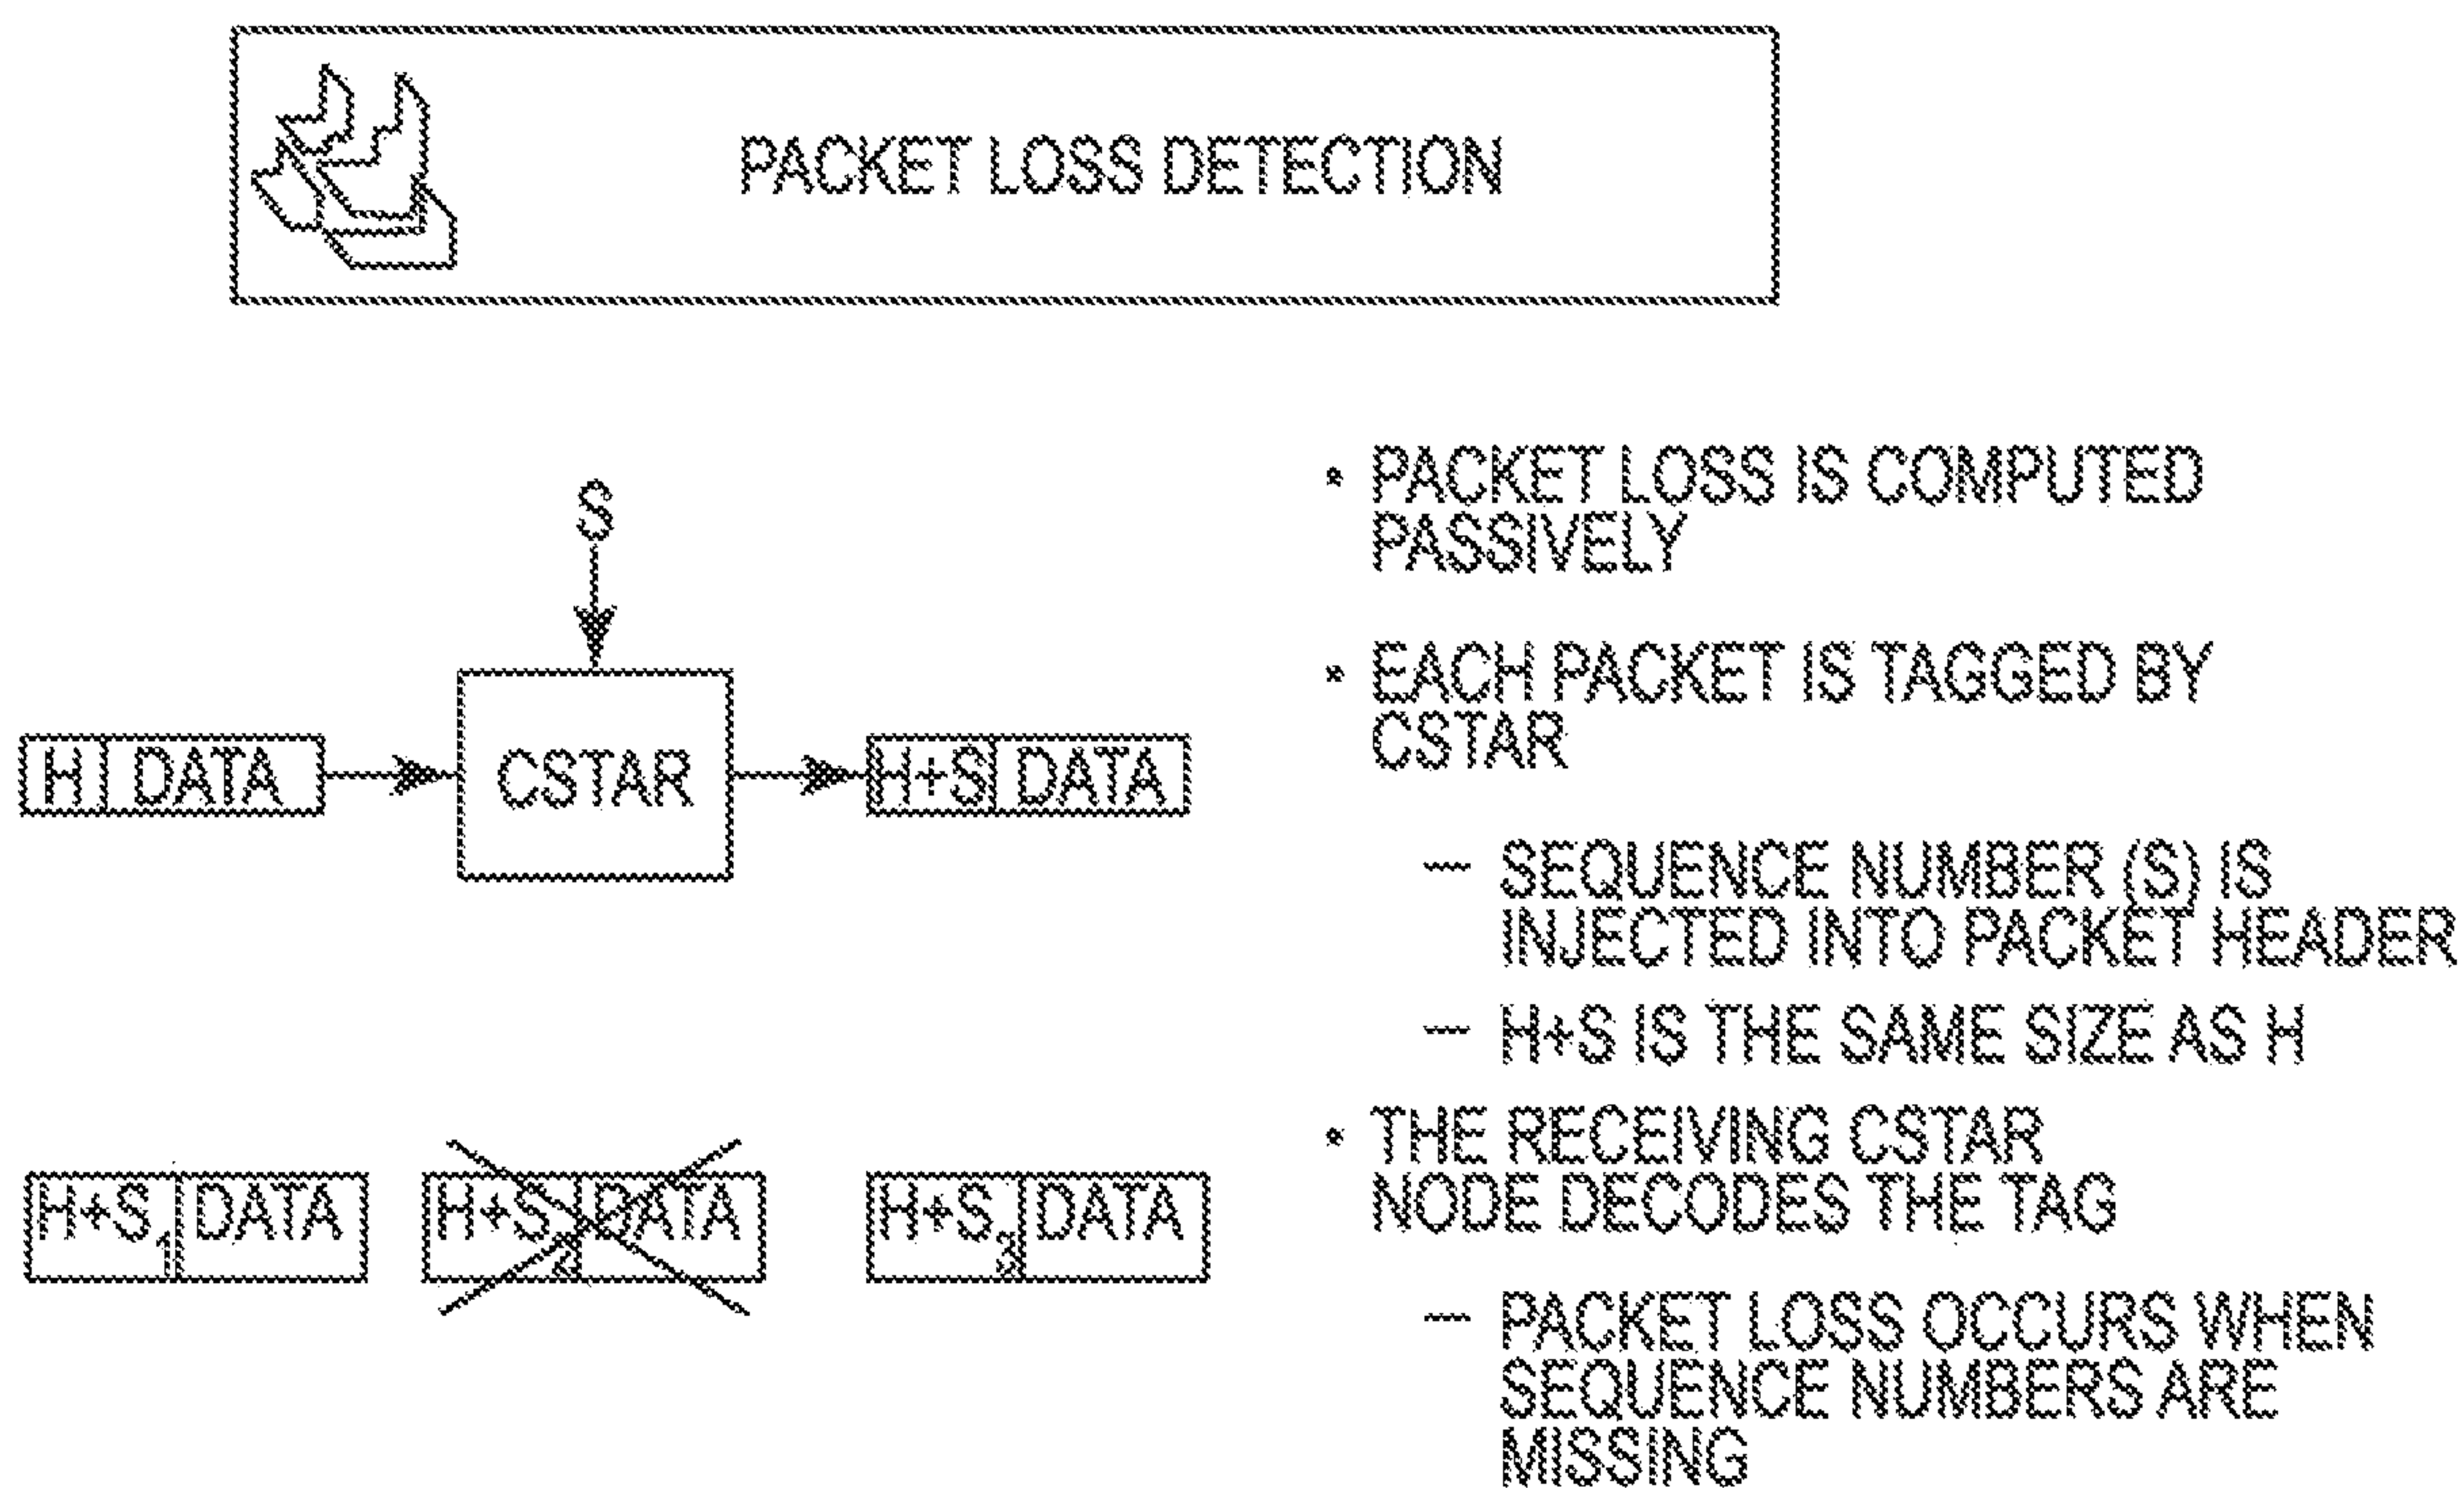 PACKET LOSS DETECTION
S
H DATA
CSTAR
H+S DATA
H+S1 DATA
H+S2 DATA
H+S3 DATA
• PACKET LOSS IS COMPUTED
PASSIVELY
• EACH PACKET IS TAGGED BY
CSTAR
— SEQUENCE NUMBER (S) IS
INJECTED INTO PACKET HEADER
— H+S IS THE SAME SIZE AS H
• THE RECEIVING CSTAR
NODE DECODES THE TAG
— PACKET LOSS OCCURS WHEN
SEQUENCE NUMBERS ARE
MISSING